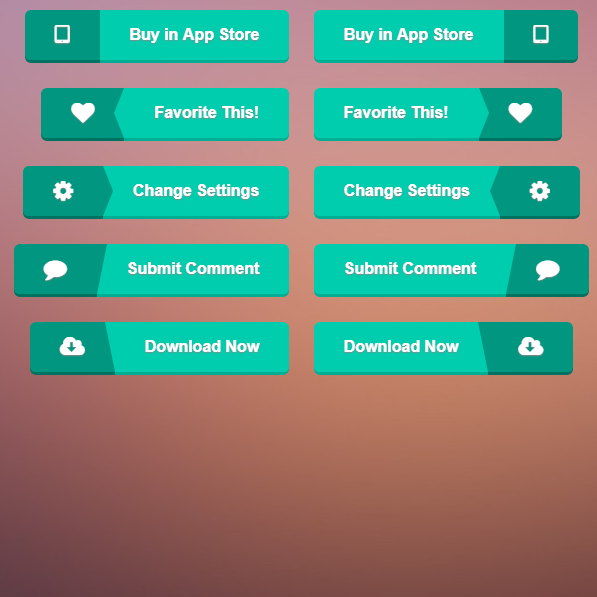 Buy in App Store
Buy in App Store
Favorite This!
Favorite This!
Change Settings
Change Settings
Submit Comment
Submit Comment
Download Now
Download Now